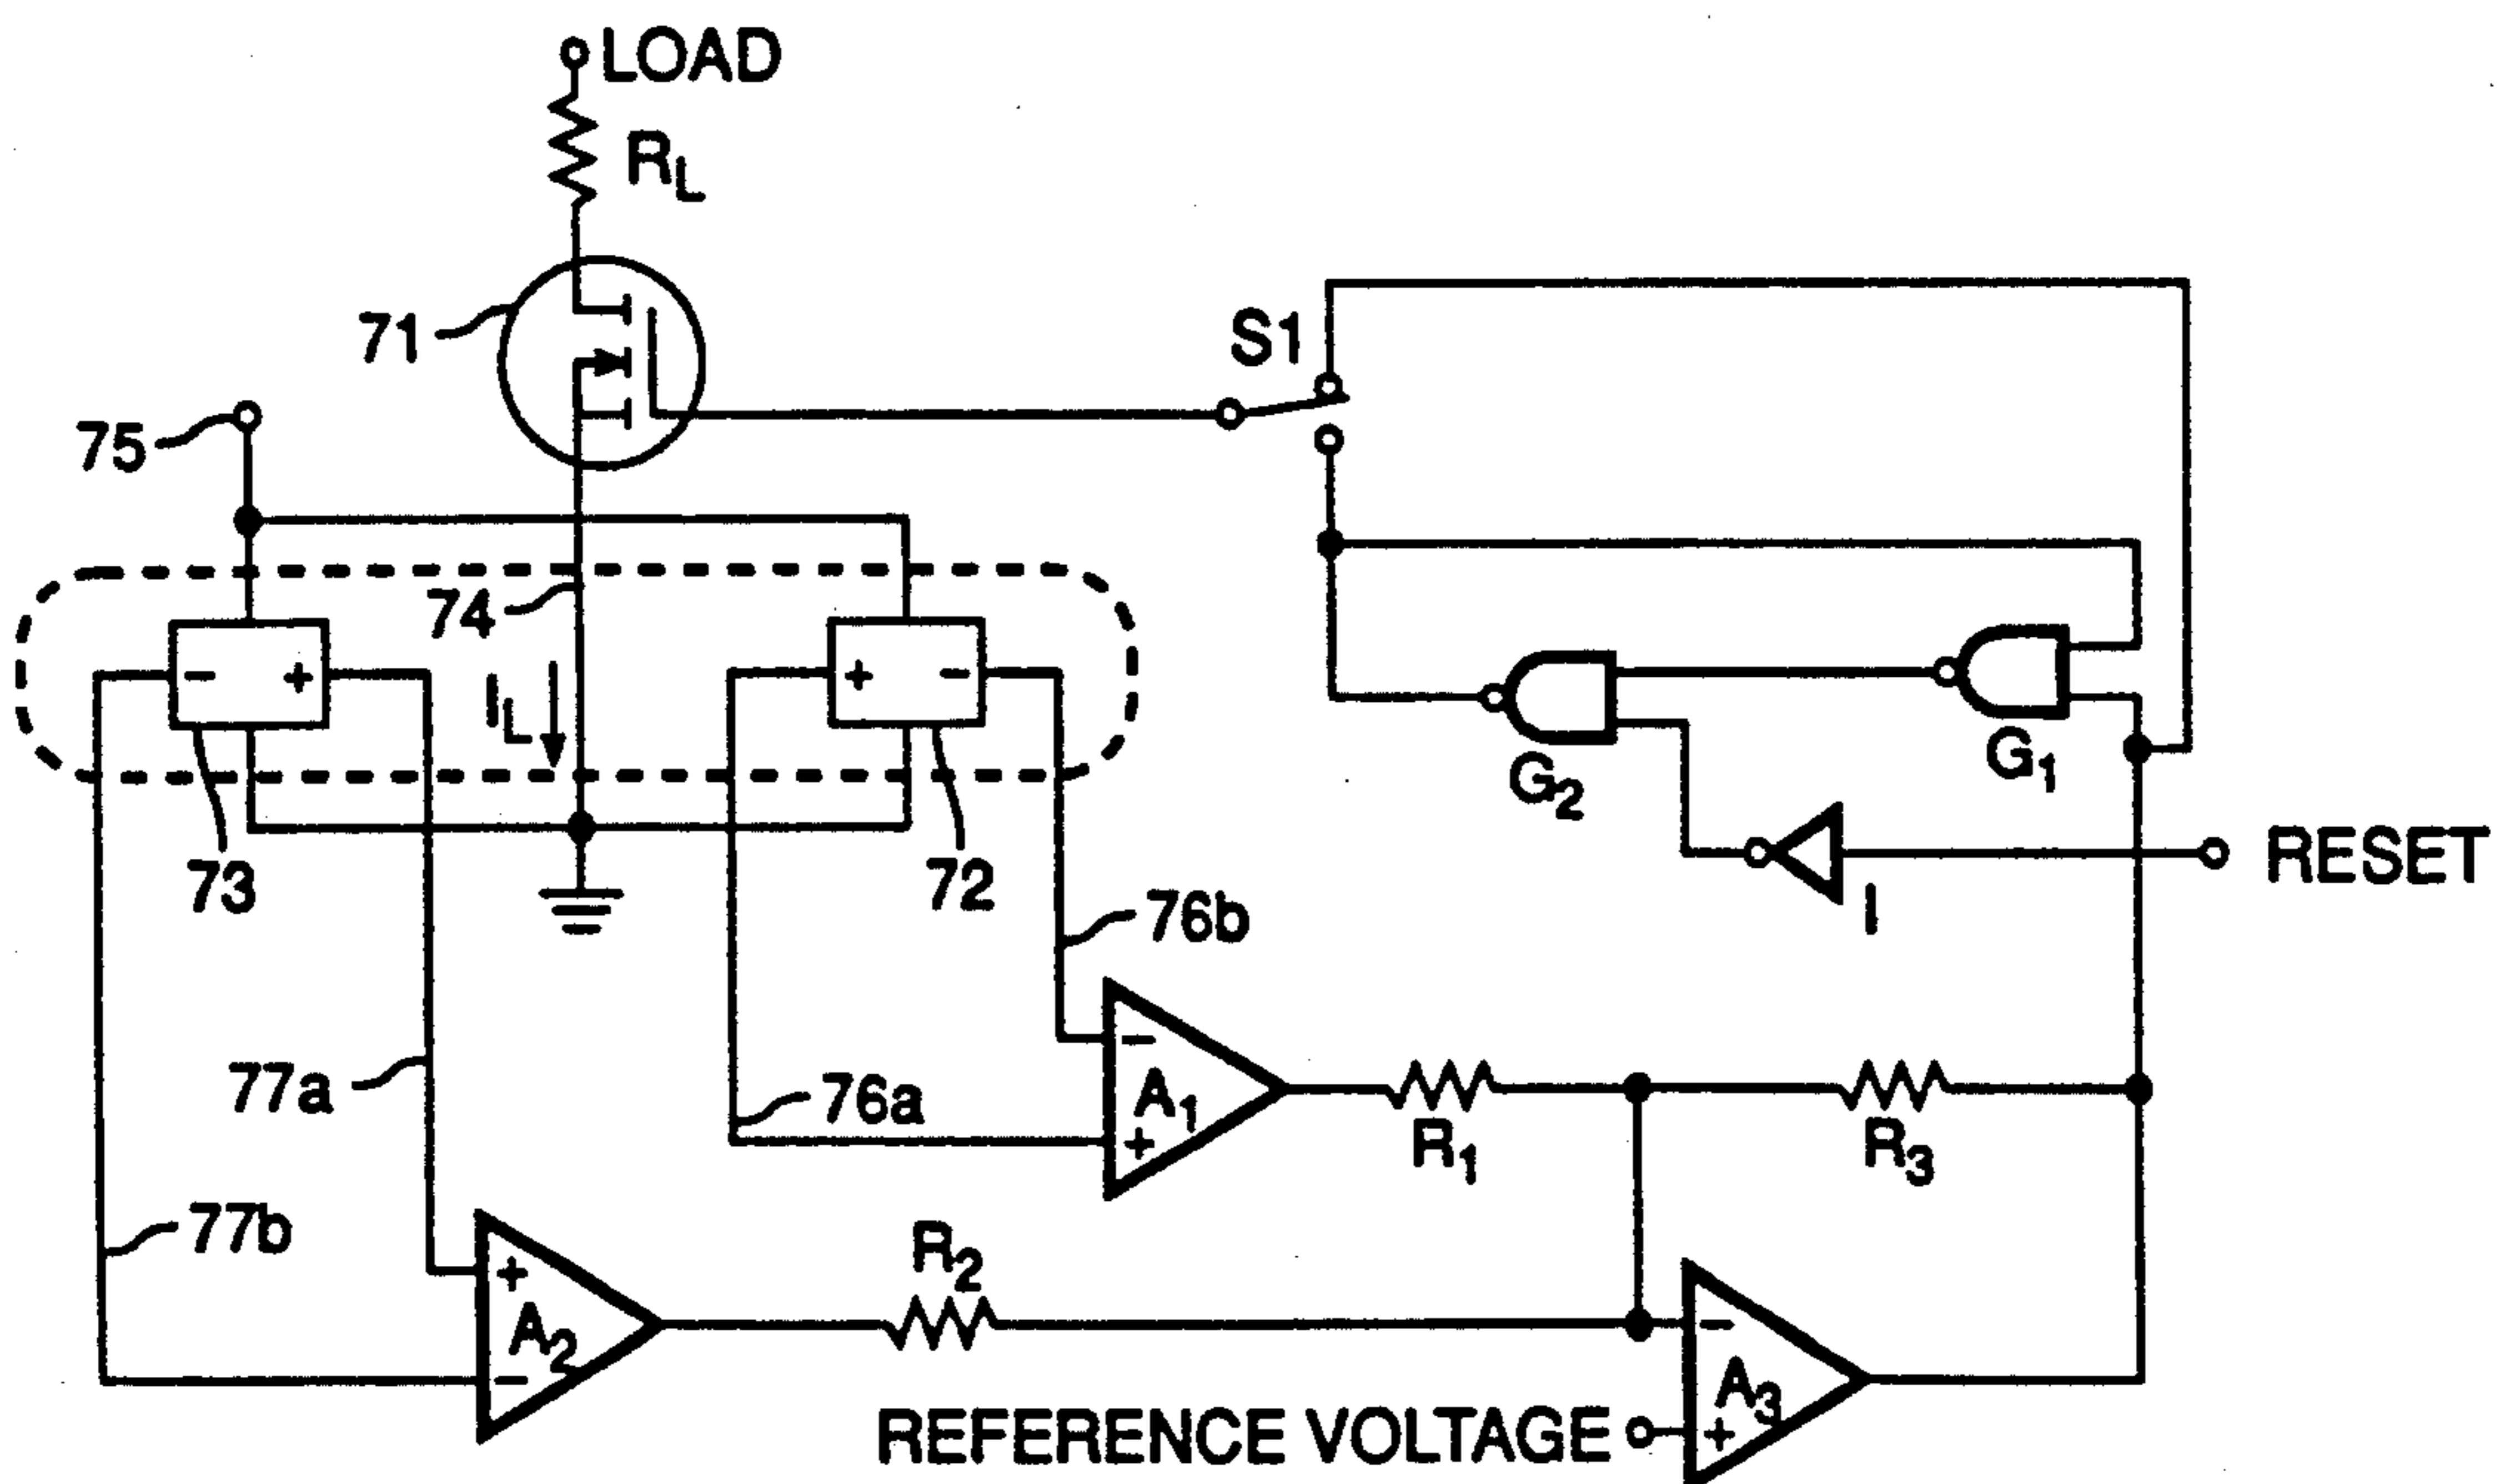 LOAD
RL
71
S1
75
74
- +
IL
+ -
G2
G1
73
72
RESET
I
76b
-
77a
76a
A1
+
R1
R3
77b
R2
+
A2
-
-
A3
REFERENCE VOLTAGE
+